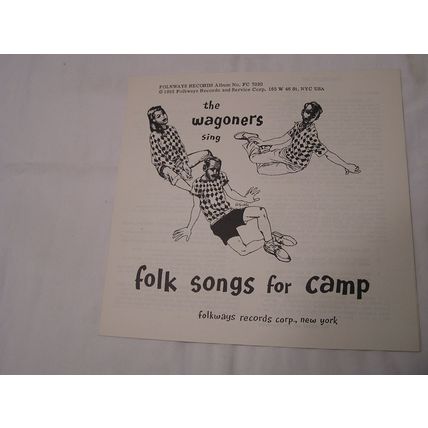 FOLKWAYS RECORDS Album No. FC 7030
© 1955 Folkways Records and Service Corp., 165 W 46 St, NYC USA
the
wagoners
sing
folk songs for camp
folkways records corp., new york